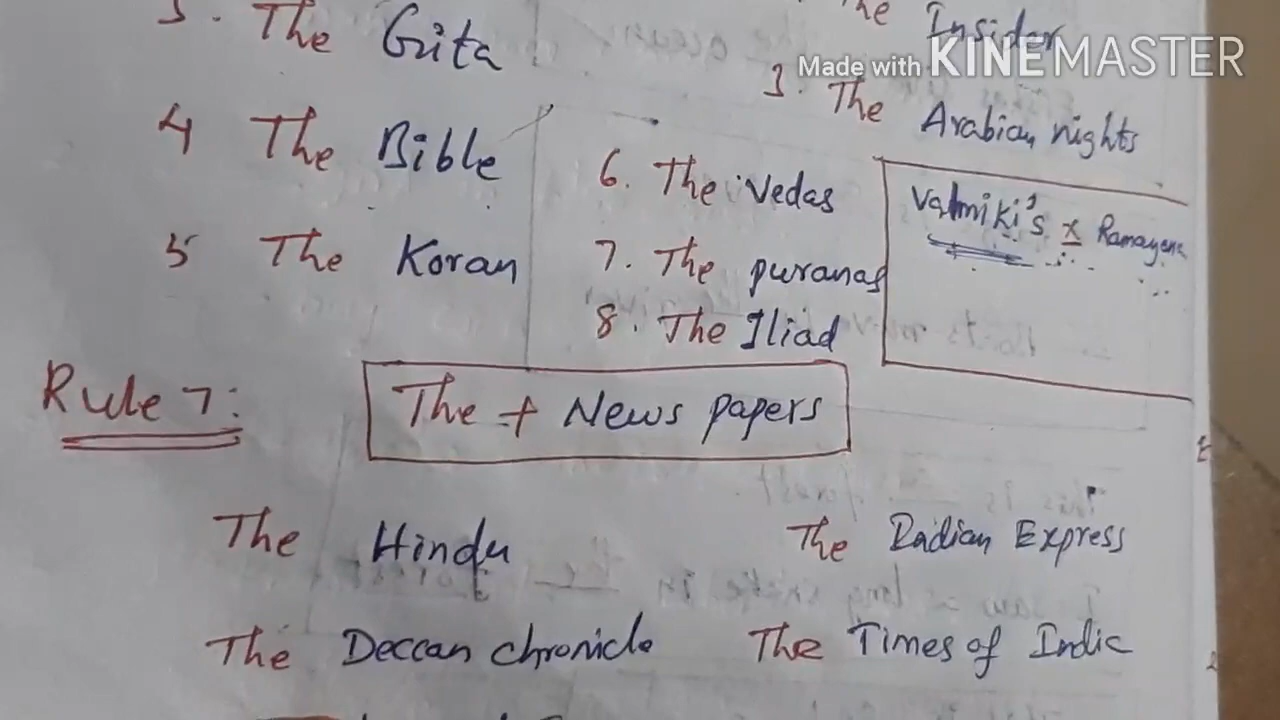 3. The Gita
The Insider
Made with KINEMASTER
3. The Arabian nights
4 The Bible
6. The Vedas
Valmiki's x Ramayana
5 The Koran
7. The puranas
8. The Iliad
Rule 7:
The + News papers
The Hindu
The Indian Express
The Deccan chronicle
The Times of India